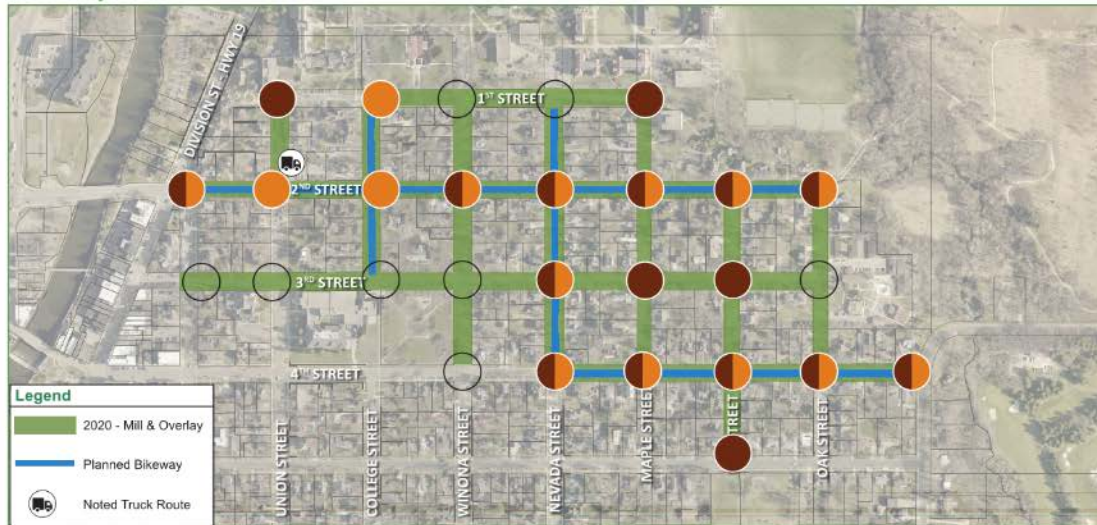 DIVISION ST - HWY 19
1ST STREET
2ND STREET
3RD STREET
4TH STREET
UNION STREET
COLLEGE STREET
WINONA STREET
NEVADA STREET
MAPLE STREET
STREET
OAK STREET
Legend
2020 - Mill & Overlay
Planned Bikeway
Noted Truck Route